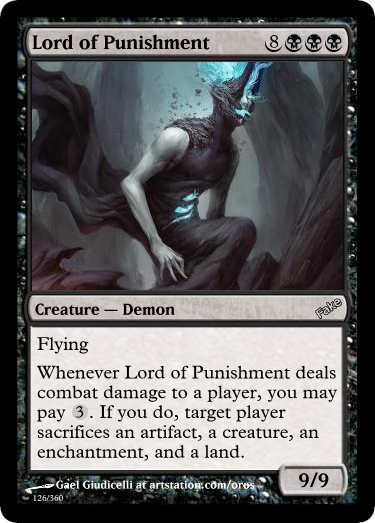 Lord of Punishment 8
Creature — Demon
Fake
Flying
Whenever Lord of Punishment deals
combat damage to a player, you may
pay 3. If you do, target player
sacrifices an artifact, a creature, an
enchantment, and a land.
9/9
Gael Giudicelli at artstation.com/oros
126/360